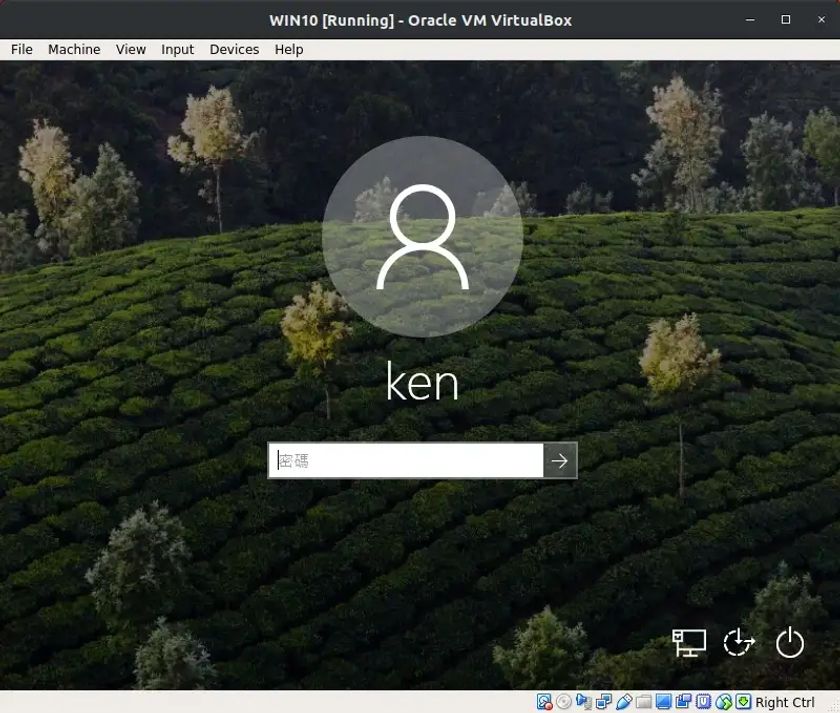 WIN10 [Running] - Oracle VM VirtualBox
File Machine View Input Devices Help
ken
密碼
Right Ctrl